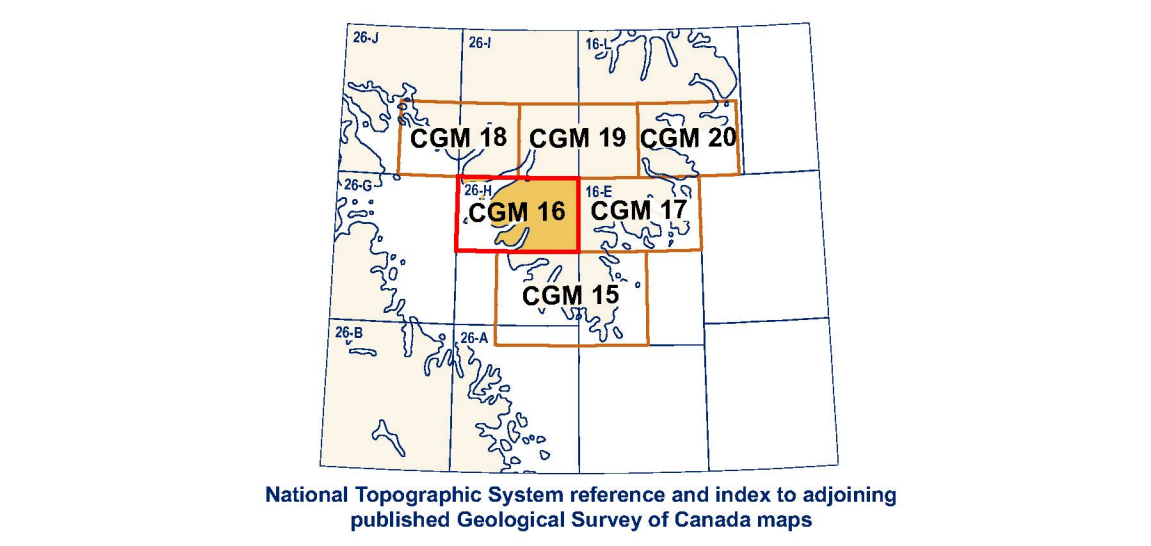 26-J
26-I
16-L
CGM 18
CGM 19
CGM 20
26-G
26-H
16-E
CGM 16
CGM 17
CGM 15
26-B
26-A
National Topographic System reference and index to adjoining
published Geological Survey of Canada maps